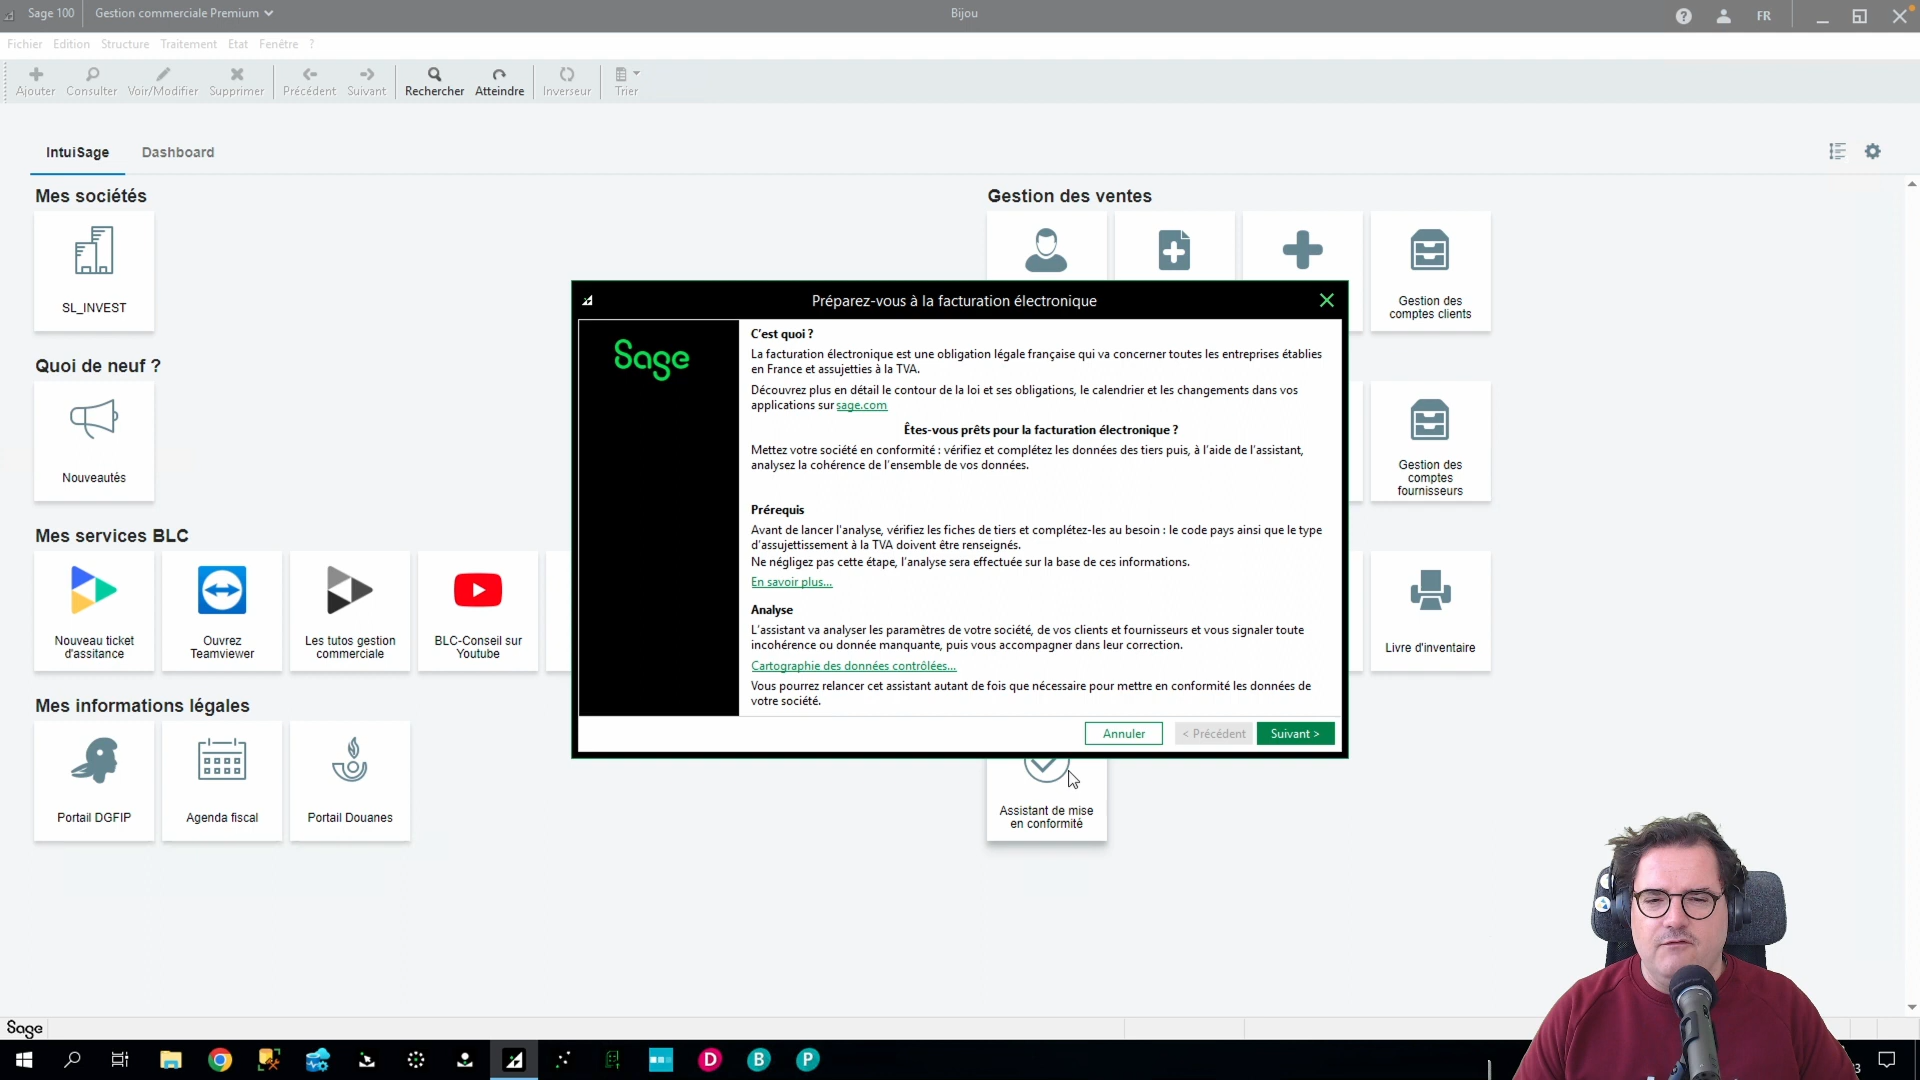 Sage 100
Gestion commerciale Premium
Bijou
FR
Fichier Edition Structure Traitement Etat Fenêtre ?
Ajouter Consulter Voir/Modifier Supprimer Précédent Suivant Rechercher Atteindre Inverseur Trier
IntuiSage
Dashboard
Mes sociétés
SL_INVEST
Quoi de neuf ?
Nouveautés
Mes services BLC
Nouveau ticket
d'assitance
Ouvrez
Teamviewer
Les tutos gestion
commerciale
BLC-Conseil sur
Youtube
Mes informations légales
Portail DGFIP
Agenda fiscal
Portail Douanes
Gestion des ventes
Gestion des
comptes clients
Gestion des
comptes
fournisseurs
Livre d'inventaire
Assistant de mise
en conformité
Préparez-vous à la facturation électronique
Sage
C'est quoi ?
La facturation électronique est une obligation légale française qui va concerner toutes les entreprises établies
en France et assujetties à la TVA.
Découvrez plus en détail le contour de la loi et ses obligations, le calendrier et les changements dans vos
applications sur sage.com
Êtes-vous prêts pour la facturation électronique ?
Mettez votre société en conformité : vérifiez et complétez les données des tiers puis, à l'aide de l'assistant,
analysez la cohérence de l'ensemble de vos données.
Prérequis
Avant de lancer l'analyse, vérifiez les fiches de tiers et complétez-les au besoin : le code pays ainsi que le type
d'assujettissement à la TVA doivent être renseignés.
Ne négligez pas cette étape, l'analyse sera effectuée sur la base de ces informations.
En savoir plus...
Analyse
L'assistant va analyser les paramètres de votre société, de vos clients et fournisseurs et vous signaler toute
incohérence ou donnée manquante, puis vous accompagner dans leur correction.
Cartographie des données contrôlées...
Vous pourrez relancer cet assistant autant de fois que nécessaire pour mettre en conformité les données de
votre société.
Annuler
< Précédent
Suivant >
Sage
D
B
P
3